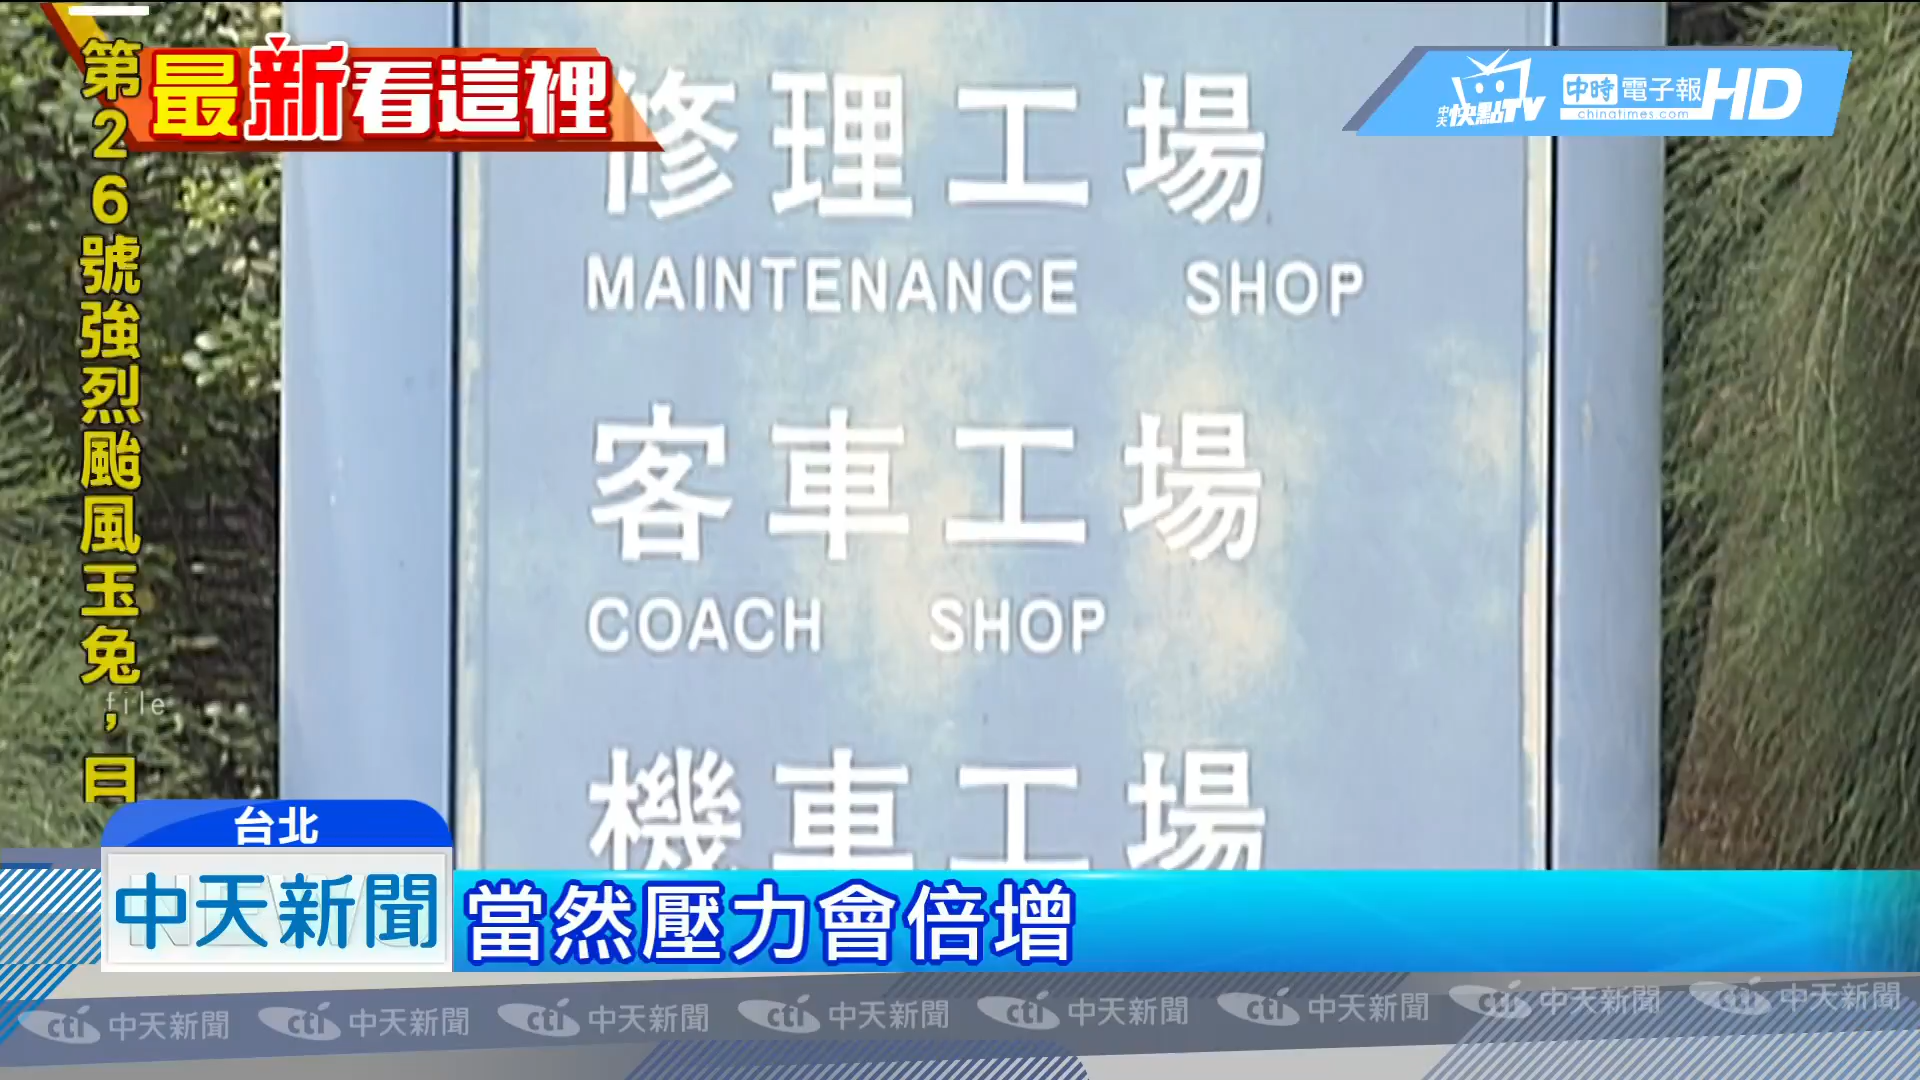 最新看這裡
中天快點TV 中時電子報 HD
chinatimes.com
第26號強烈颱風玉兔，目
file
修理工場
MAINTENANCE SHOP
客車工場
COACH SHOP
機車工場
台北
中天新聞
NEWS
當然壓力會倍增
cti 中天新聞 cti 中天新聞 cti 中天新聞 cti 中天新聞 cti 中天新聞 cti 中天新聞 cti 中天新聞 cti 中天新聞